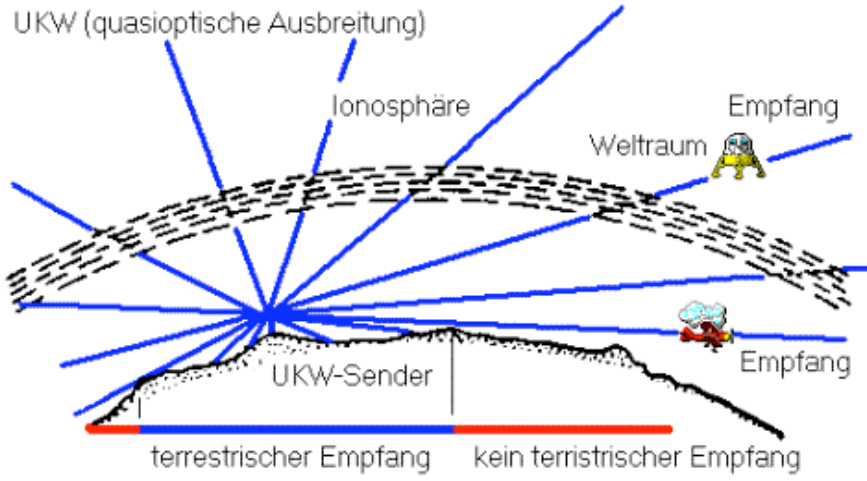 UKW (quasioptische Ausbreitung)
Ionosphäre
Empfang
Weltraum
Empfang
UKW-Sender
terrestrischer Empfang
kein terristrischer Empfang